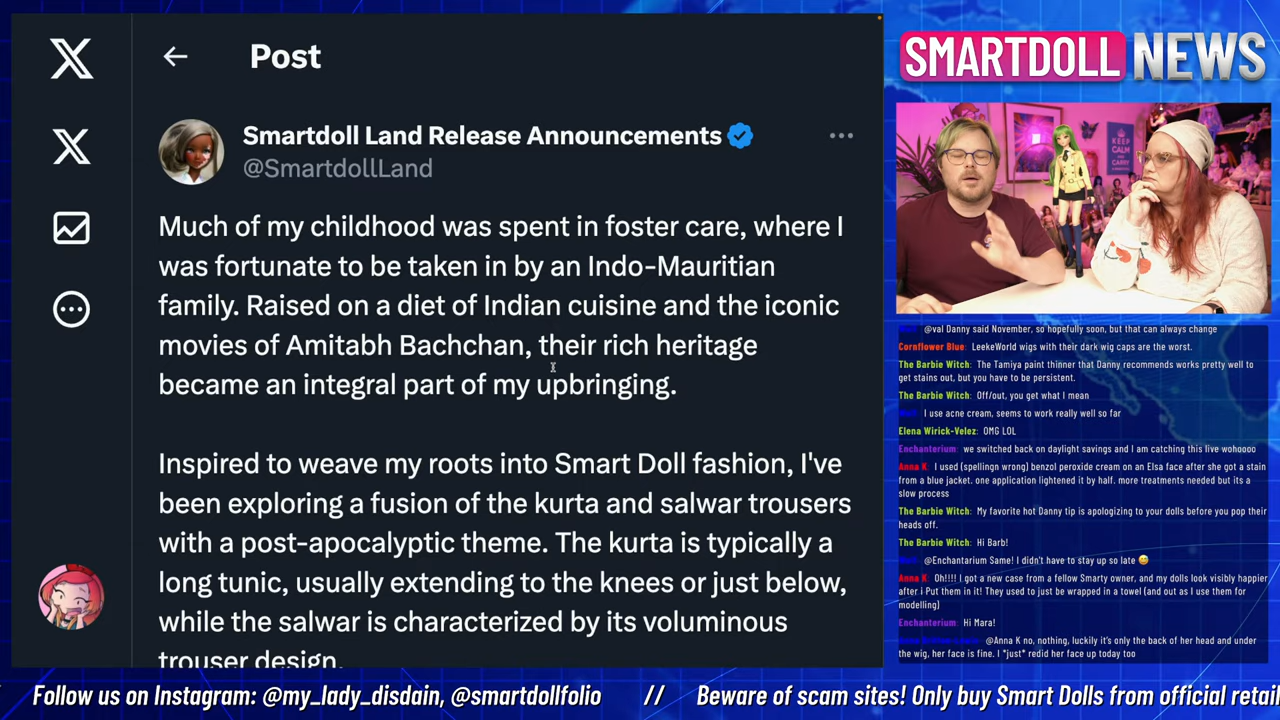 Post
Smartdoll Land Release Announcements
@SmartdollLand
Much of my childhood was spent in foster care, where I
was fortunate to be taken in by an Indo-Mauritian
family. Raised on a diet of Indian cuisine and the iconic
movies of Amitabh Bachchan, their rich heritage
became an integral part of my upbringing.
Inspired to weave my roots into Smart Doll fashion, I've
been exploring a fusion of the kurta and salwar trousers
with a post-apocalyptic theme. The kurta is typically a
long tunic, usually extending to the knees or just below,
while the salwar is characterized by its voluminous
trouser design.
SMARTDOLL NEWS
KEEP
CALM
AND
CARRY
@val Danny said November, so hopefully soon, but that can always change
Cornflower Blue: LeekeWorld wigs with their dark wig caps are the worst.
The Barbie Witch: The Tamiya paint thinner that Danny recommends works pretty well to
get stains out, but you have to be persistent.
The Barbie Witch: Off/out, you get what I mean
I use acne cream, seems to work really well so far
Elena Wirick-Velez: OMG LOL
Enchanterium: we switched back on daylight savings and I am catching this live wohoooo
Anna K: I used (spellingn wrong) benzol peroxide cream on an Elsa face after she got a stain
from a blue jacket. one application lightened it by half. more treatments needed but its a
slow process
The Barbie Witch: My favorite hot Danny tip is apologizing to your dolls before you pop their
heads off.
The Barbie Witch: Hi Barb!
@Enchantarium Same! I didn't have to stay up so late
Anna K: Oh!!!! I got a new case from a fellow Smarty owner, and my dolls look visibly happier
after i Put them in it! They used to just be wrapped in a towel (and out as I use them for
modelling)
Enchanterium: Hi Mara!
@Anna K no, nothing, luckily it's only the back of her head and under
the wig, her face is fine. I *just* redid her face up today too
Follow us on Instagram: @my_lady_disdain, @smartdollfolio // Beware of scam sites! Only buy Smart Dolls from official retail